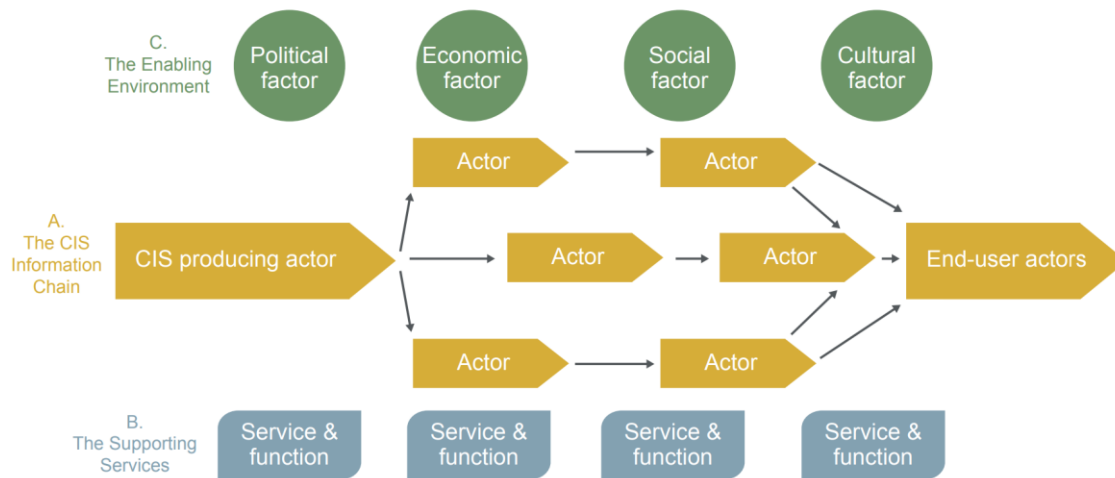 C.
The Enabling
Environment
Political
factor
Economic
factor
Social
factor
Cultural
factor
A.
The CIS
Information
Chain
CIS producing actor
Actor
Actor
Actor
Actor
Actor
Actor
End-user actors
B.
The Supporting
Services
Service &
function
Service &
function
Service &
function
Service &
function